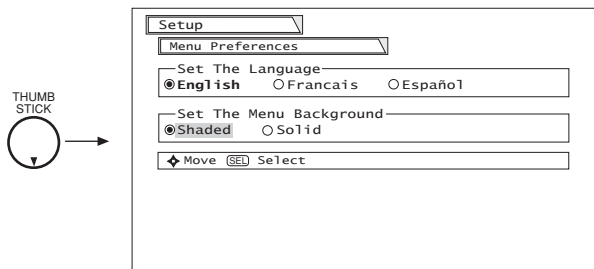 Setup
Menu Preferences
Set The Language
English Francais Español
Set The Menu Background
Shaded Solid
Move SEL Select
THUMB
STICK